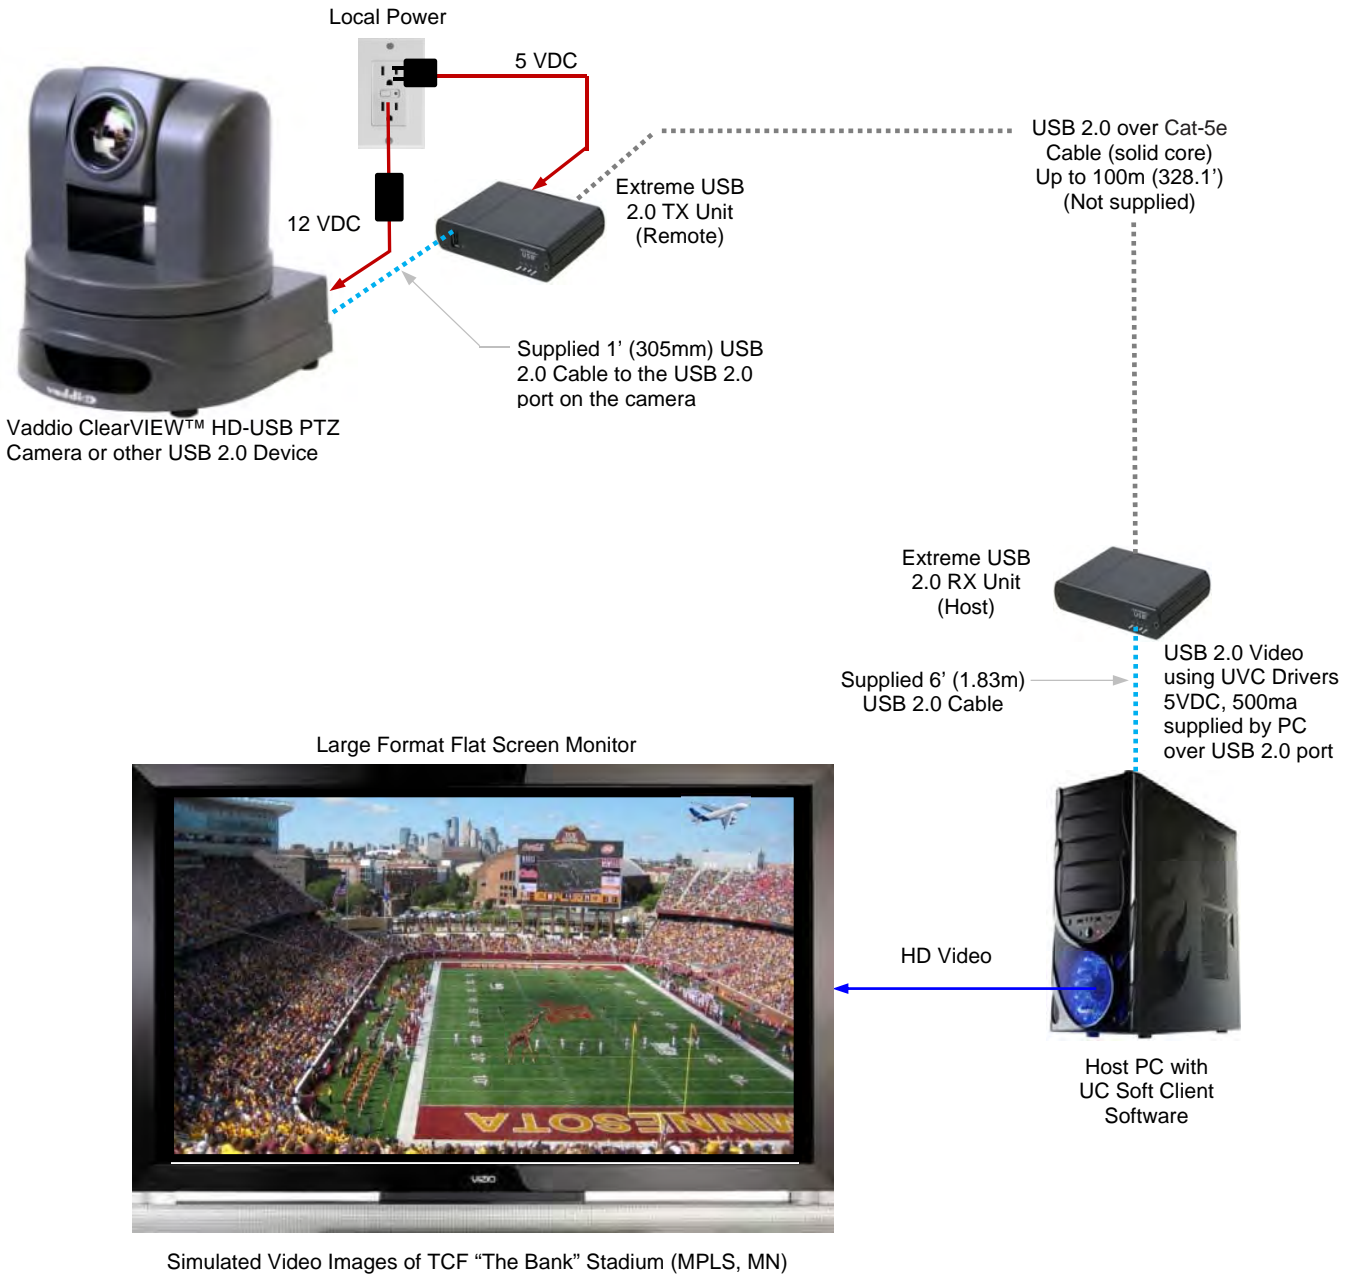 Local Power
5 VDC
USB 2.0 over Cat-5e
Cable (solid core)
Up to 100m (328.1’)
(Not supplied)
Extreme USB
2.0 TX Unit
(Remote)
12 VDC
USB
Supplied 1’ (305mm) USB
2.0 Cable to the USB 2.0
port on the camera
vaddio
Vaddio ClearVIEW™ HD-USB PTZ
Camera or other USB 2.0 Device
Extreme USB
2.0 RX Unit
(Host)
USB
USB 2.0 Video
using UVC Drivers
5VDC, 500ma
supplied by PC
over USB 2.0 port
Supplied 6’ (1.83m)
USB 2.0 Cable
Large Format Flat Screen Monitor
HD Video
MINNESOTA
VIZIO
Host PC with
UC Soft Client
Software
Simulated Video Images of TCF “The Bank” Stadium (MPLS, MN)